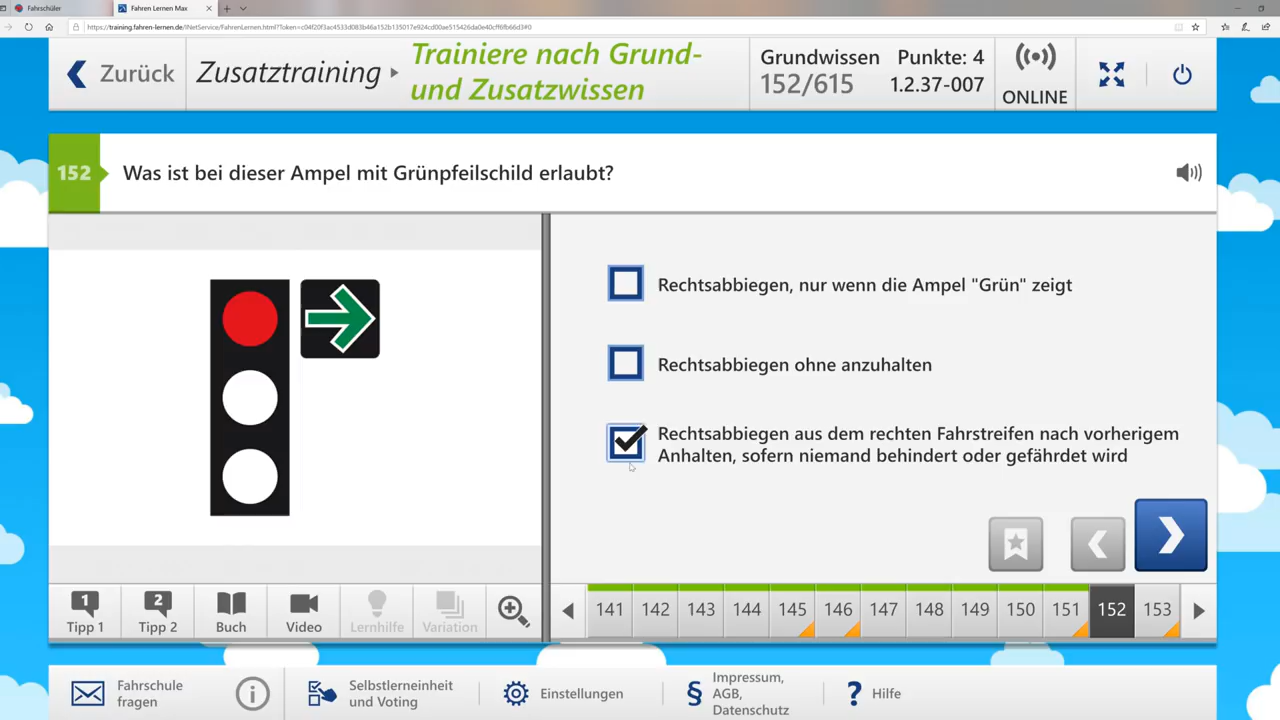 Fahrschüler
Fahren Lernen Max
Zurück
Zusatztraining
Trainiere nach Grund-
und Zusatzwissen
Grundwissen
152/615
Punkte: 4
1.2.37-007
ONLINE
152
Was ist bei dieser Ampel mit Grünpfeilschild erlaubt?
Rechtsabbiegen, nur wenn die Ampel "Grün" zeigt
Rechtsabbiegen ohne anzuhalten
Rechtsabbiegen aus dem rechten Fahrstreifen nach vorherigem
Anhalten, sofern niemand behindert oder gefährdet wird
1
Tipp 1
2
Tipp 2
Buch
Video
Lernhilfe
Variation
141 142 143 144 145 146 147 148 149 150 151 152 153
Fahrschule
fragen
Selbstlerneinheit
und Voting
Einstellungen
§
Impressum,
AGB,
Datenschutz
?
Hilfe